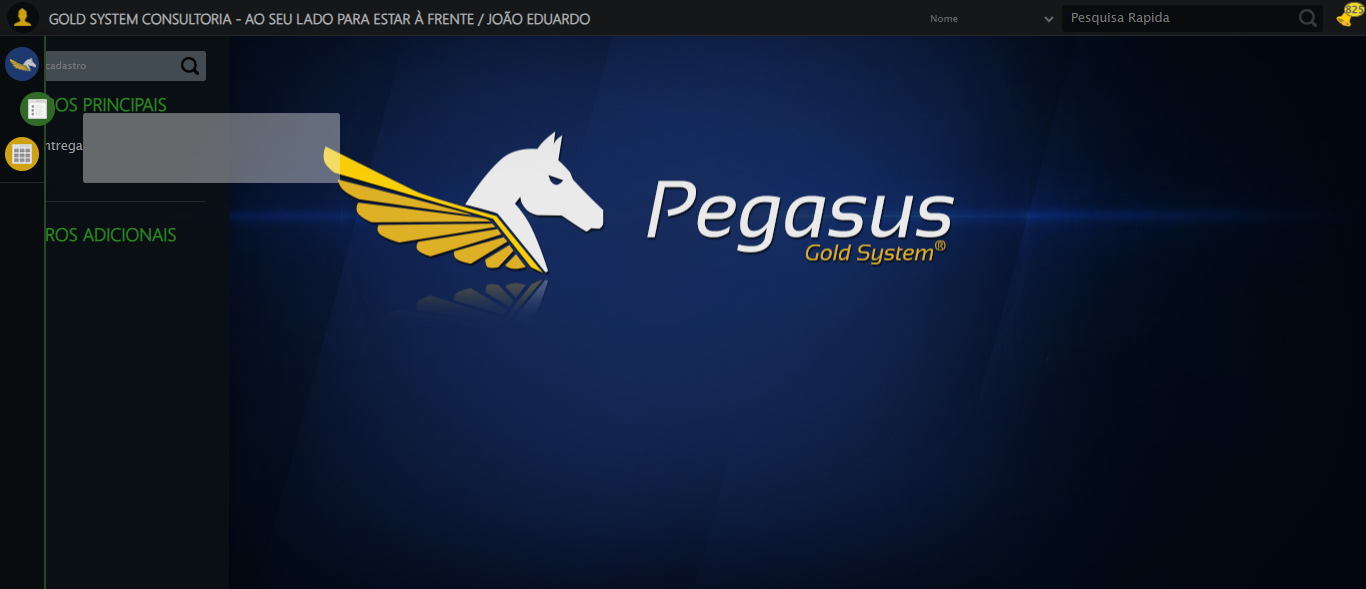 GOLD SYSTEM CONSULTORIA - AO SEU LADO PARA ESTAR À FRENTE / JOÃO EDUARDO
Nome
Pesquisa Rapida
825
cadastro
OS PRINCIPAIS
ntrega
ROS ADICIONAIS
Pegasus
Gold System®